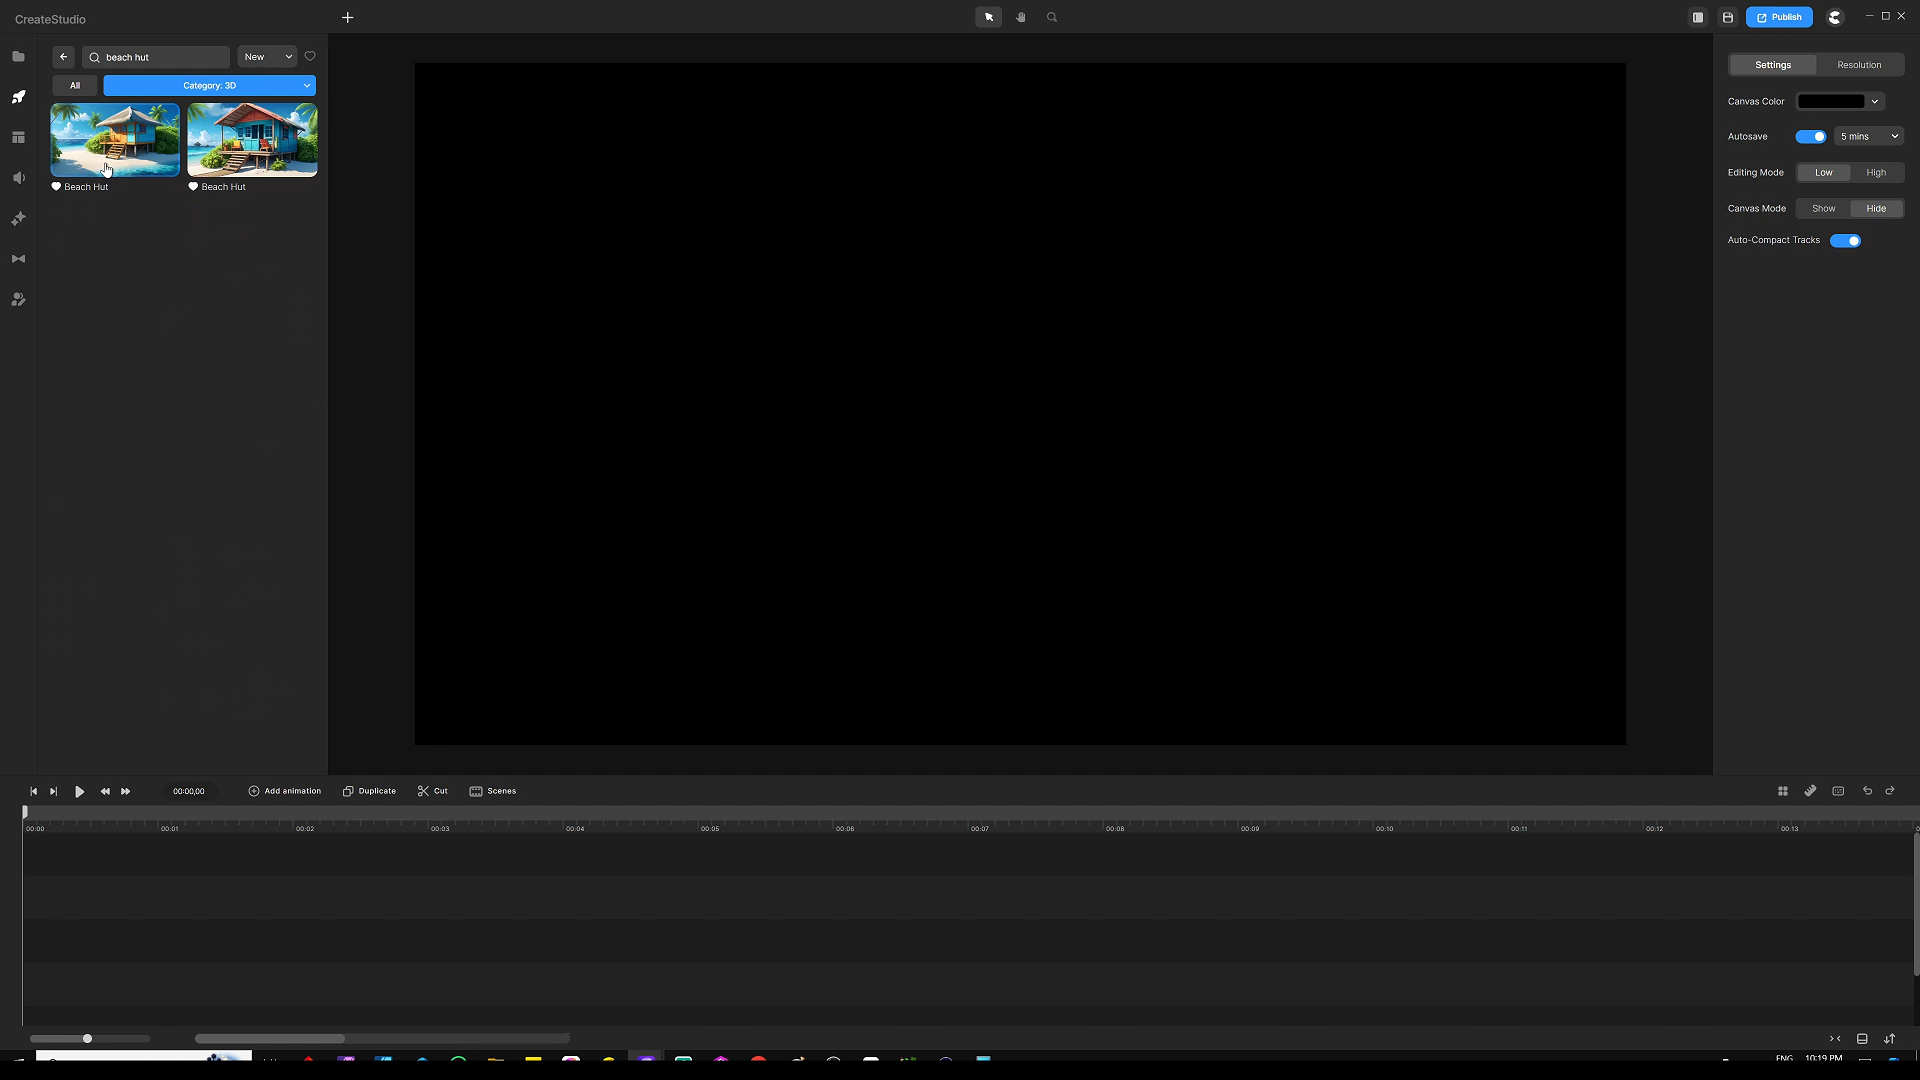 CreateStudio
Publish
beach hut
New
All
Category: 3D
Beach Hut
Beach Hut
Settings
Resolution
Canvas Color
Autosave
5 mins
Editing Mode
Low
High
Canvas Mode
Show
Hide
Auto-Compact Tracks
00:00,00
Add animation
Duplicate
Cut
Scenes
00:00
00:01
00:02
00:03
00:04
00:05
00:06
00:07
00:08
00:09
00:10
00:11
00:12
00:13
ENG
10:19 PM